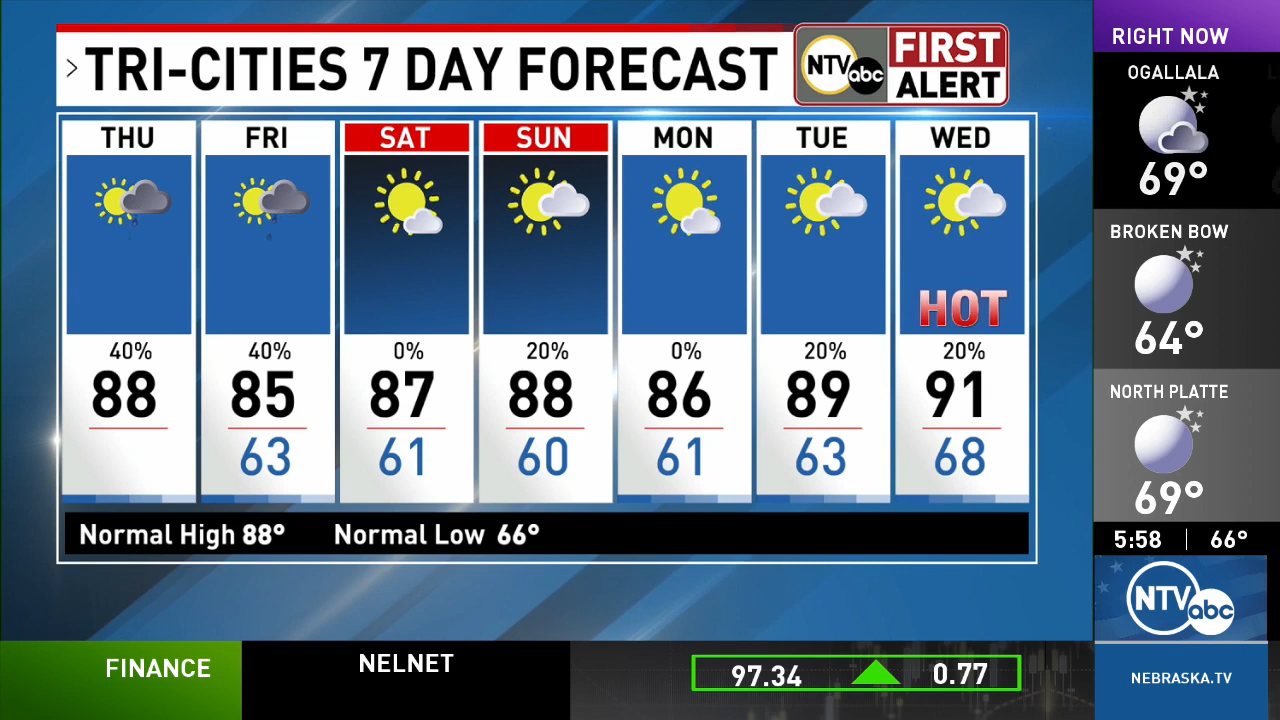 TRI-CITIES 7 DAY FORECAST
NTV abc FIRST ALERT
THU FRI SAT SUN MON TUE WED
HOT
40% 40% 0% 20% 0% 20% 20%
88 85 87 88 86 89 91
63 61 60 61 63 68
Normal High 88° Normal Low 66°
RIGHT NOW
OGALLALA
69°
BROKEN BOW
64°
NORTH PLATTE
69°
5:58 66°
NTV abc
NEBRASKA.TV
FINANCE NELNET 97.34 0.77